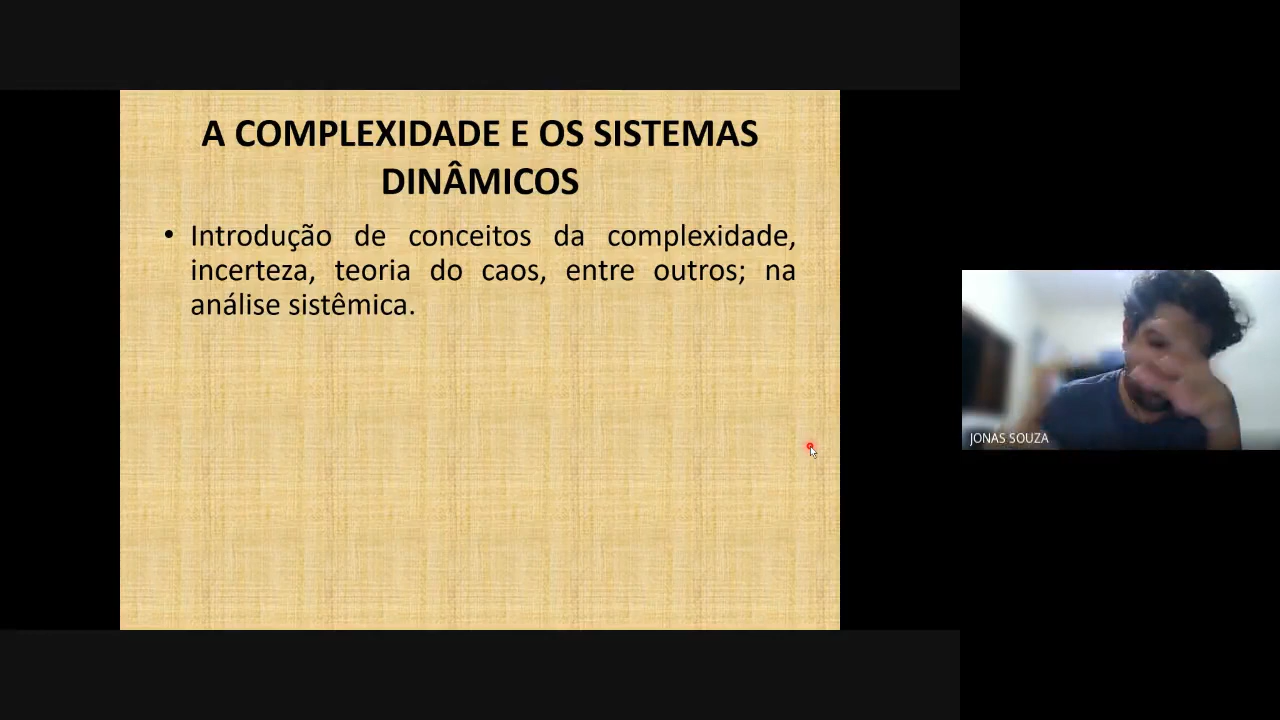 A COMPLEXIDADE E OS SISTEMAS
DINÂMICOS
• Introdução de conceitos da complexidade,
incerteza, teoria do caos, entre outros; na
análise sistêmica.
JONAS SOUZA